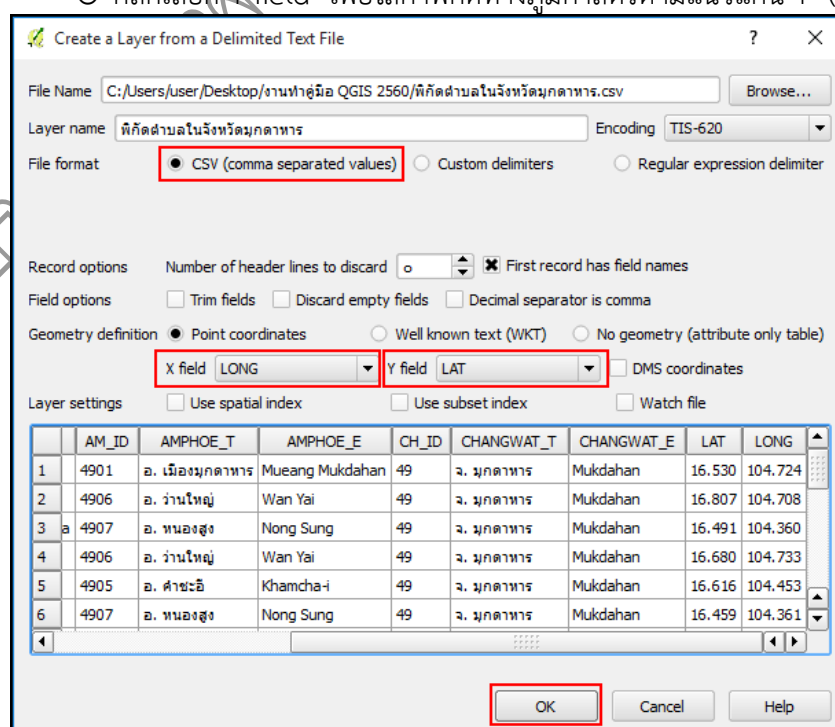 Create a Layer from a Delimited Text File ? X
File Name C:/Users/user/Desktop/งานทำคู่มือ QGIS 2560/พิกัดตำบลในจังหวัดมุกดาหาร.csv Browse...
Layer name พิกัดตำบลในจังหวัดมุกดาหาร Encoding TIS-620
File format CSV (comma separated values) Custom delimiters Regular expression delimiter
Record options Number of header lines to discard 0 First record has field names
Field options Trim fields Discard empty fields Decimal separator is comma
Geometry definition Point coordinates Well known text (WKT) No geometry (attribute only table)
X field LONG Y field LAT DMS coordinates
Layer settings Use spatial index Use subset index Watch file
AM_ID AMPHOE_T AMPHOE_E CH_ID CHANGWAT_T CHANGWAT_E LAT LONG
1 4901 อ. เมืองมุกดาหาร Mueang Mukdahan 49 จ. มุกดาหาร Mukdahan 16.530 104.724
2 4906 อ. ว่านใหญ่ Wan Yai 49 จ. มุกดาหาร Mukdahan 16.807 104.708
3 a 4907 อ. หนองสูง Nong Sung 49 จ. มุกดาหาร Mukdahan 16.491 104.360
4 4906 อ. ว่านใหญ่ Wan Yai 49 จ. มุกดาหาร Mukdahan 16.680 104.733
5 4905 อ. คำชะอี Khamcha-i 49 จ. มุกดาหาร Mukdahan 16.616 104.453
6 4907 อ. หนองสูง Nong Sung 49 จ. มุกดาหาร Mukdahan 16.459 104.361
OK Cancel Help